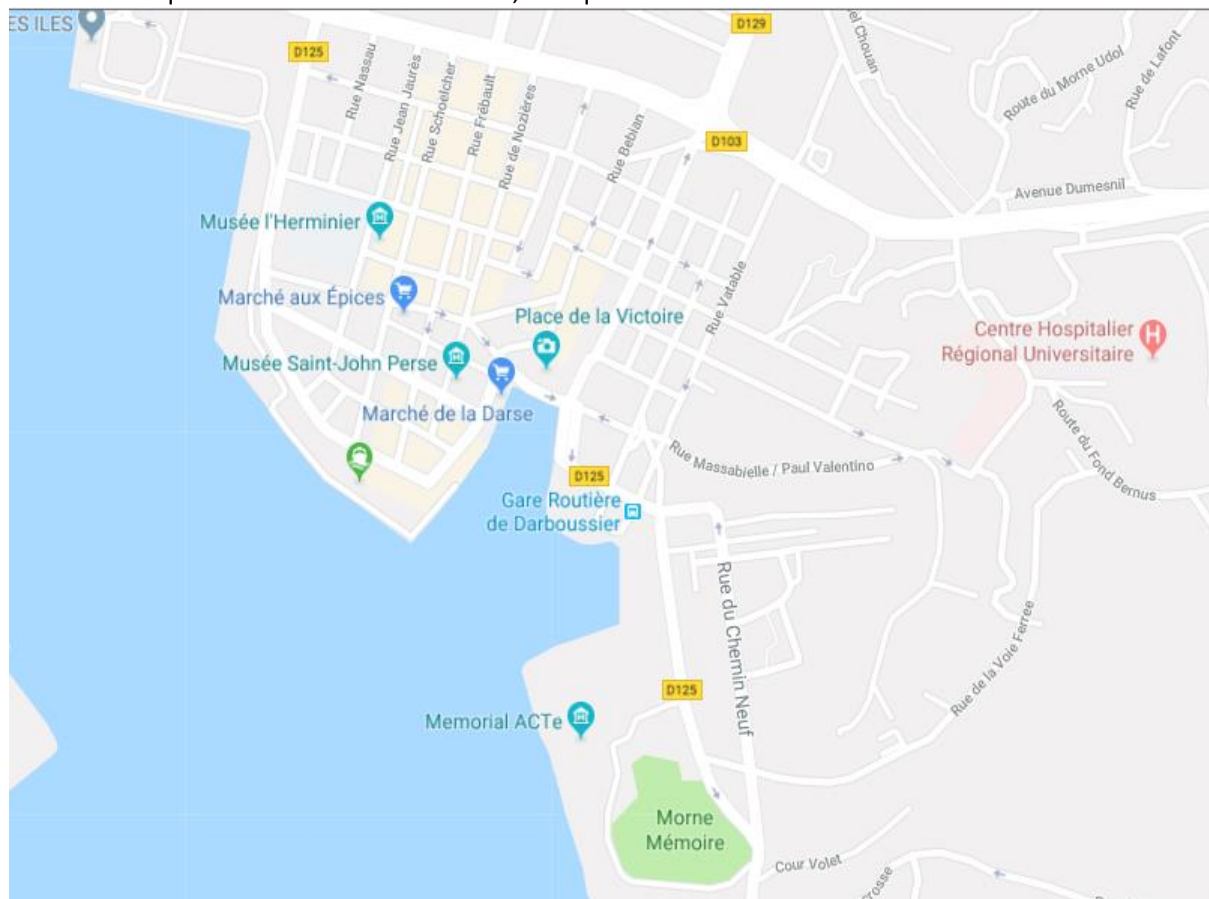 ES ILES
D125
D129
el Chouan
Route du Morne Udol
Rue de Lafont
Rue Nassau
Rue Jean Jaurès
Rue Schoelcher
Rue Frébault
Rue de Nozières
Rue Bebian
D103
Avenue Dumesnil
Musée l'Herminier
Marché aux Épices
Place de la Victoire
Rue Vatable
Centre Hospitalier
Régional Universitaire
Musée Saint-John Perse
Marché de la Darse
Rue Massabielle / Paul Valentino
Route du Fond Bernus
D125
Gare Routière
de Darboussier
Rue du Chemin Neuf
Rue de la Voie Ferree
D125
Memorial ACTe
Morne
Mémoire
Cour Volet
rosse